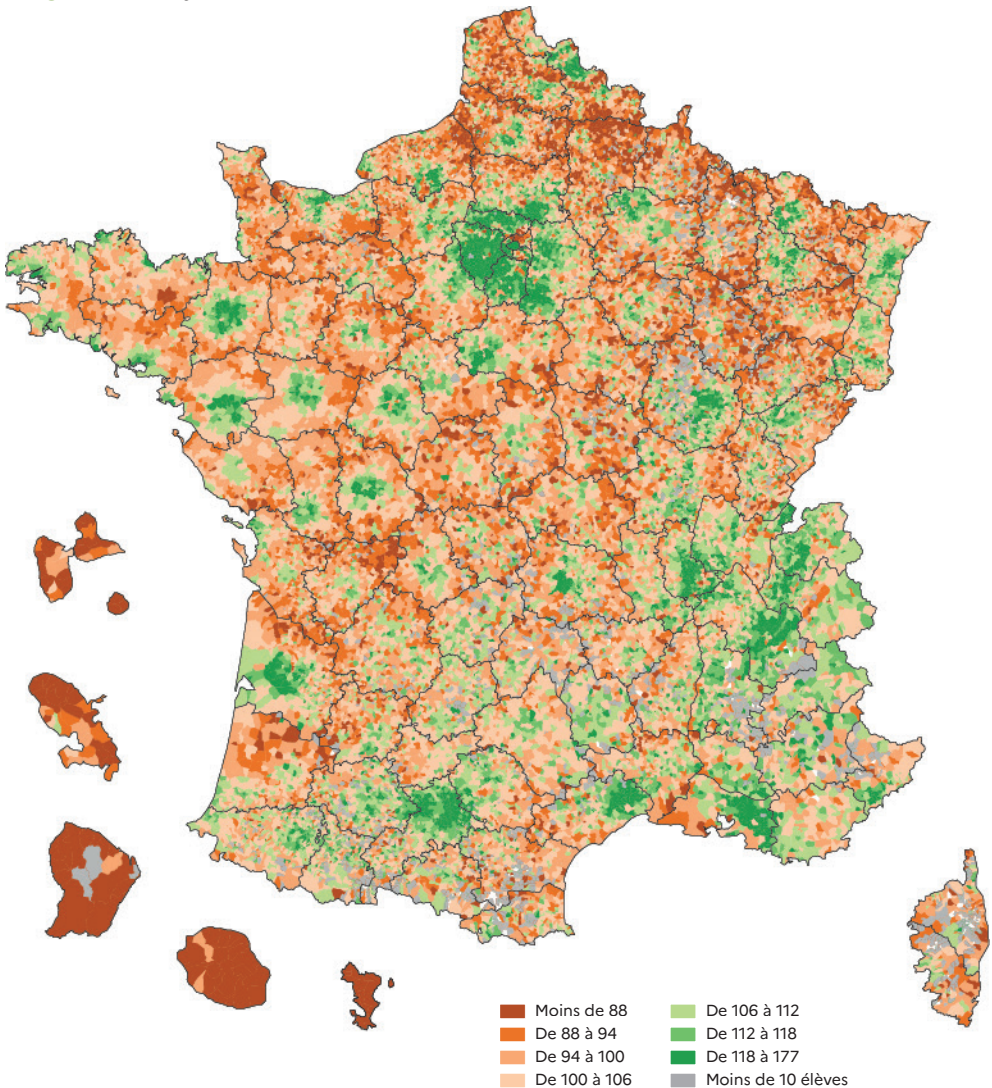 Moins de 88
De 88 à 94
De 94 à 100
De 100 à 106
De 106 à 112
De 112 à 118
De 118 à 177
Moins de 10 élèves